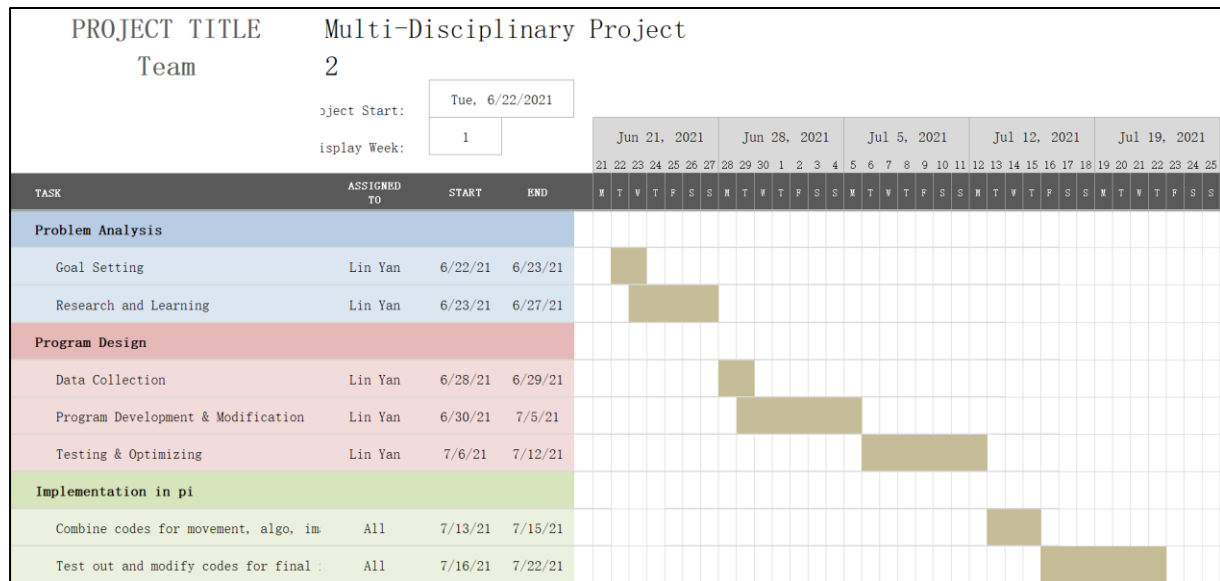 PROJECT TITLE Multi-Disciplinary Project
Team 2
oject Start: Tue, 6/22/2021
isplay Week: 1
Jun 21, 2021 Jun 28, 2021 Jul 5, 2021 Jul 12, 2021 Jul 19, 2021
21 22 23 24 25 26 27 28 29 30 1 2 3 4 5 6 7 8 9 10 11 12 13 14 15 16 17 18 19 20 21 22 23 24 25
TASK ASSIGNED TO START END M T W T F S S M T W T F S S M T W T F S S M T W T F S S M T W T F S S
Problem Analysis
Goal Setting Lin Yan 6/22/21 6/23/21
Research and Learning Lin Yan 6/23/21 6/27/21
Program Design
Data Collection Lin Yan 6/28/21 6/29/21
Program Development & Modification Lin Yan 6/30/21 7/5/21
Testing & Optimizing Lin Yan 7/6/21 7/12/21
Implementation in pi
Combine codes for movement, algo, im All 7/13/21 7/15/21
Test out and modify codes for final All 7/16/21 7/22/21